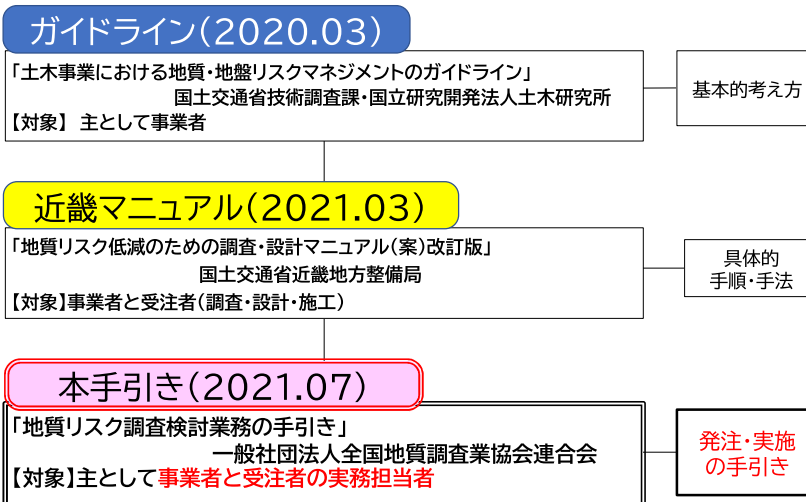 ガイドライン(2020.03)
「土木事業における地質・地盤リスクマネジメントのガイドライン」
国土交通省技術調査課・国立研究開発法人土木研究所
【対象】 主として事業者
基本的考え方
近畿マニュアル(2021.03)
「地質リスク低減のための調査・設計マニュアル(案)改訂版」
国土交通省近畿地方整備局
【対象】事業者と受注者(調査・設計・施工)
具体的
手順・手法
本手引き(2021.07)
「地質リスク調査検討業務の手引き」
一般社団法人全国地質調査業協会連合会
【対象】主として事業者と受注者の実務担当者
発注・実施
の手引き